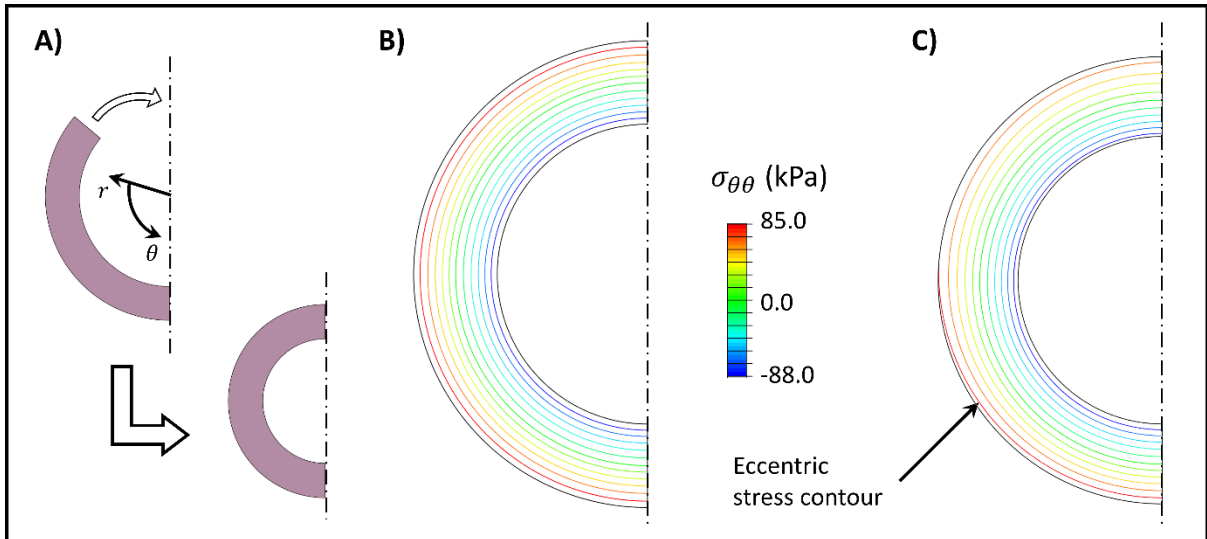 A)
B)
C)
r
θ
σθθ (kPa)
85.0
0.0
-88.0
Eccentric
stress contour